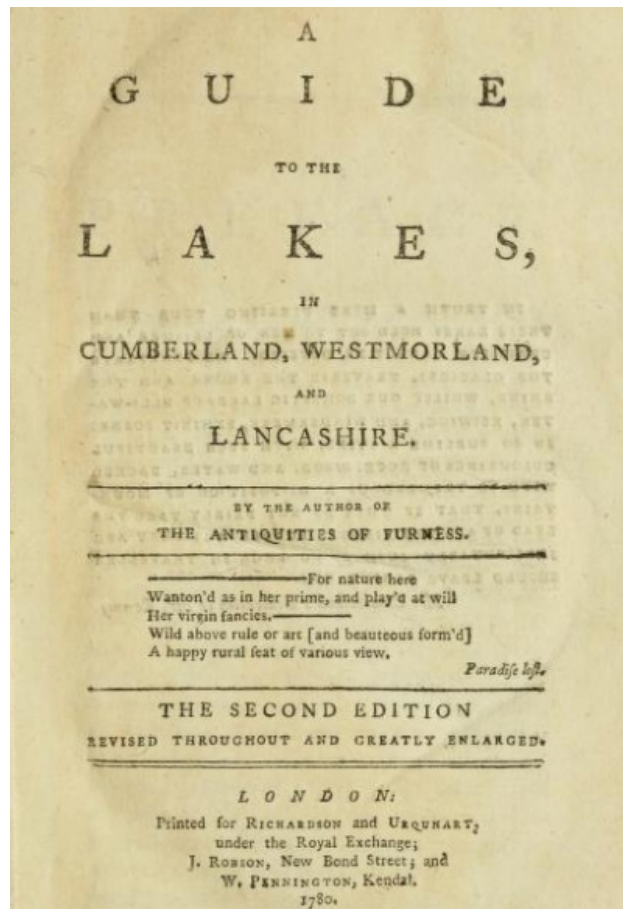 A
GUIDE
TO THE
LAKES,
IN
CUMBERLAND, WESTMORLAND,
AND
LANCASHIRE.
BY THE AUTHOR OF
THE ANTIQUITIES OF FURNESS.
————For nature here
Wanton'd as in her prime, and play'd at will
Her virgin fancies.————
Wild above rule or art [and beauteous form'd]
A happy rural ſeat of various view.
Paradiſe loſt.
THE SECOND EDITION
REVISED THROUGHOUT AND GREATLY ENLARGED.
LONDON:
Printed for RICHARDSON and URQUHART,
under the Royal Exchange;
J. ROBSON, New Bond Street; and
W. PENNINGTON, Kendal.
1780.